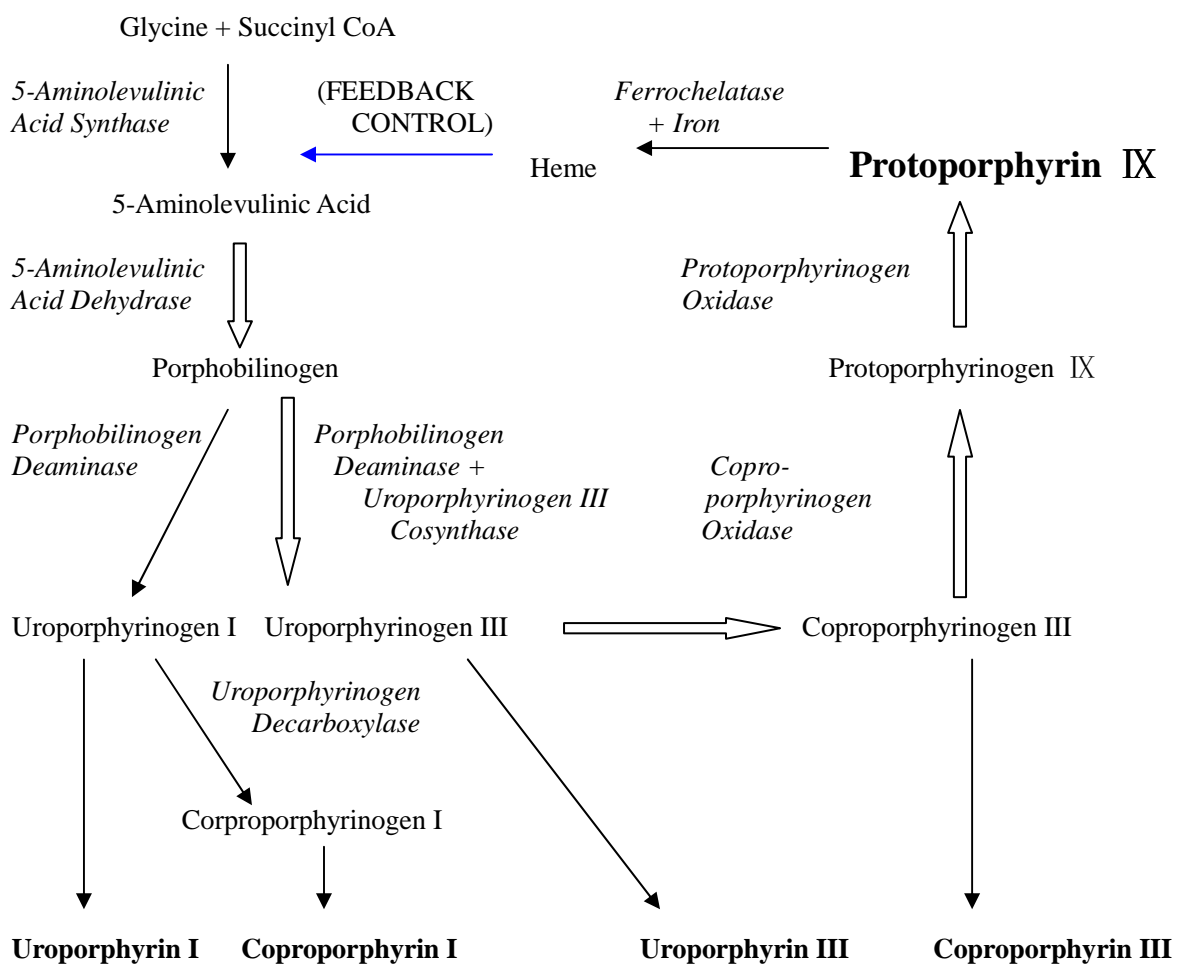 Glycine + Succinyl CoA
5-Aminolevulinic
Acid Synthase
(FEEDBACK
CONTROL)
Ferrochelatase
+ Iron
Heme
Protoporphyrin Ⅸ
5-Aminolevulinic Acid
5-Aminolevulinic
Acid Dehydrase
Protoporphyrinogen
Oxidase
Porphobilinogen
Protoporphyrinogen Ⅸ
Porphobilinogen
Deaminase
Porphobilinogen
Deaminase +
Uroporphyrinogen III
Cosynthase
Copro-
porphyrinogen
Oxidase
Uroporphyrinogen I
Uroporphyrinogen III
Coproporphyrinogen III
Uroporphyrinogen
Decarboxylase
Corproporphyrinogen I
Uroporphyrin I
Coproporphyrin I
Uroporphyrin III
Coproporphyrin III